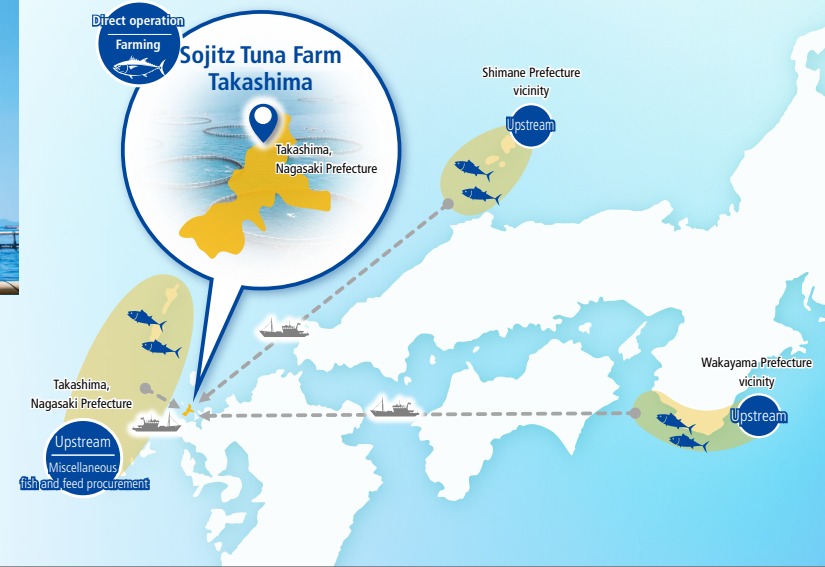 Direct operation
Farming
Sojitz Tuna Farm
Takashima
Takashima,
Nagasaki Prefecture
Shimane Prefecture
vicinity
Upstream
Wakayama Prefecture
vicinity
Upstream
Takashima,
Nagasaki Prefecture
Upstream
Miscellaneous
fish and feed procurement